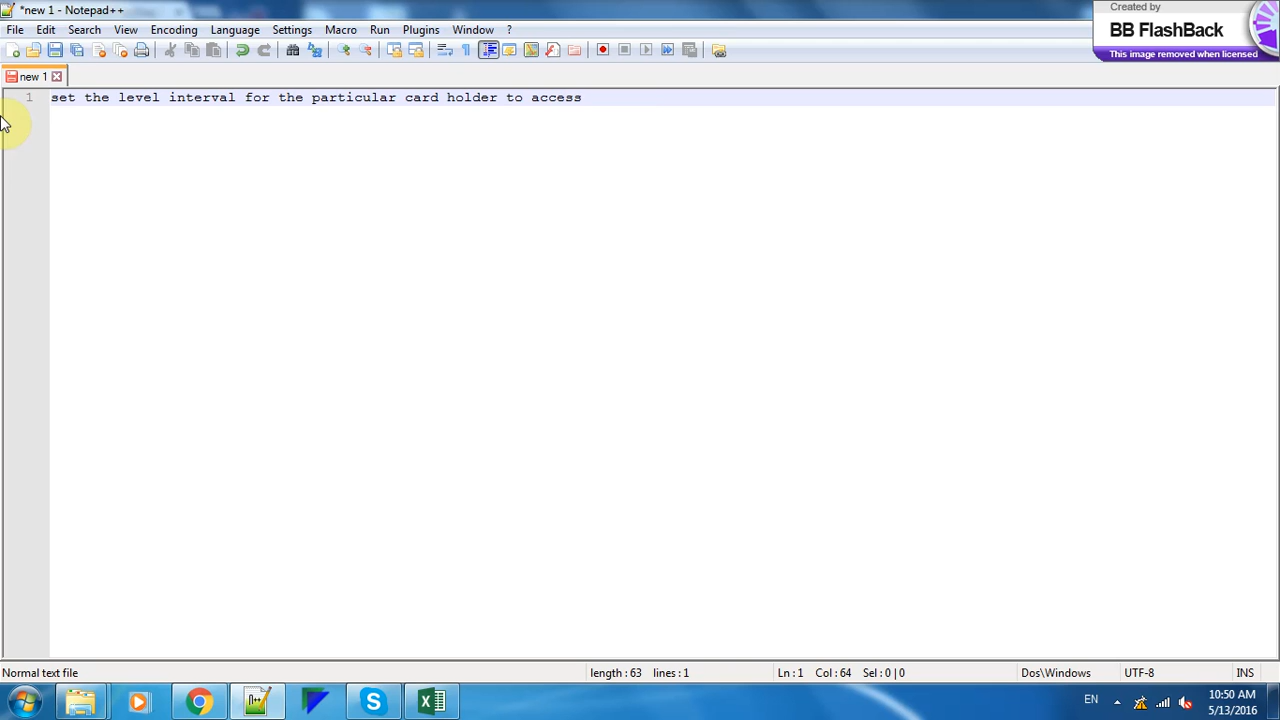 *new 1 - Notepad++
Created by
BB FlashBack
This image removed when licensed
File Edit Search View Encoding Language Settings Macro Run Plugins Window ?
new 1
1 set the level interval for the particular card holder to access
Normal text file length : 63 lines : 1 Ln : 1 Col : 64 Sel : 0 | 0 Dos\Windows UTF-8 INS
EN
10:50 AM
5/13/2016